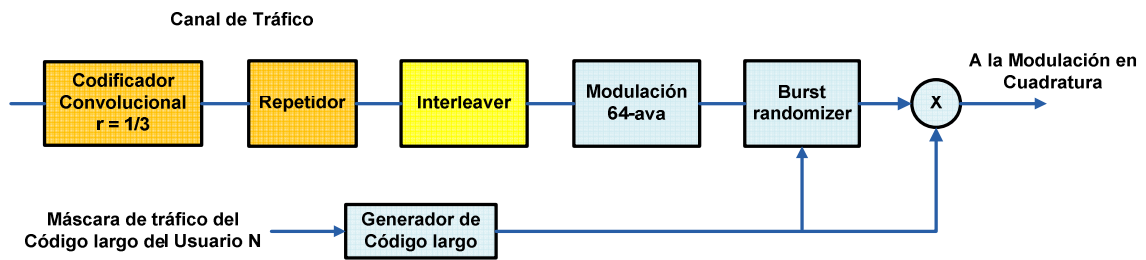 Canal de Tráfico
Codificador
Convolucional
r = 1/3
Repetidor
Interleaver
Modulación
64-ava
Burst
randomizer
X
A la Modulación en
Cuadratura
Máscara de tráfico del
Código largo del Usuario N
Generador de
Código largo